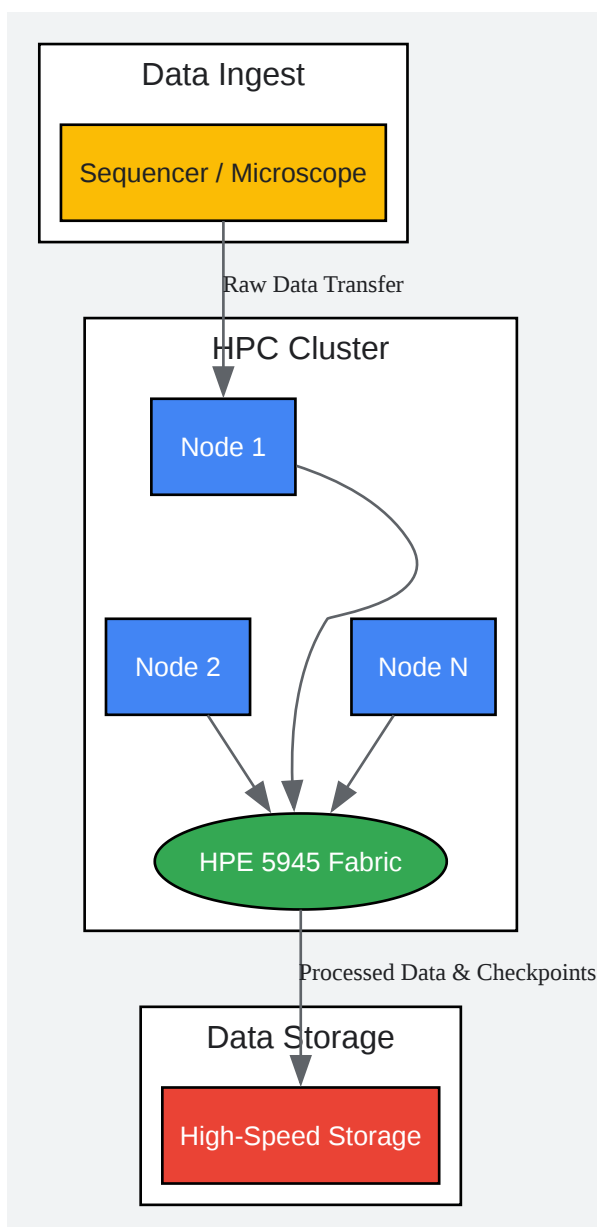 Data Ingest
Sequencer / Microscope
Raw Data Transfer
HPC Cluster
Node 1
Node 2
Node N
HPE 5945 Fabric
Processed Data & Checkpoints
Data Storage
High-Speed Storage